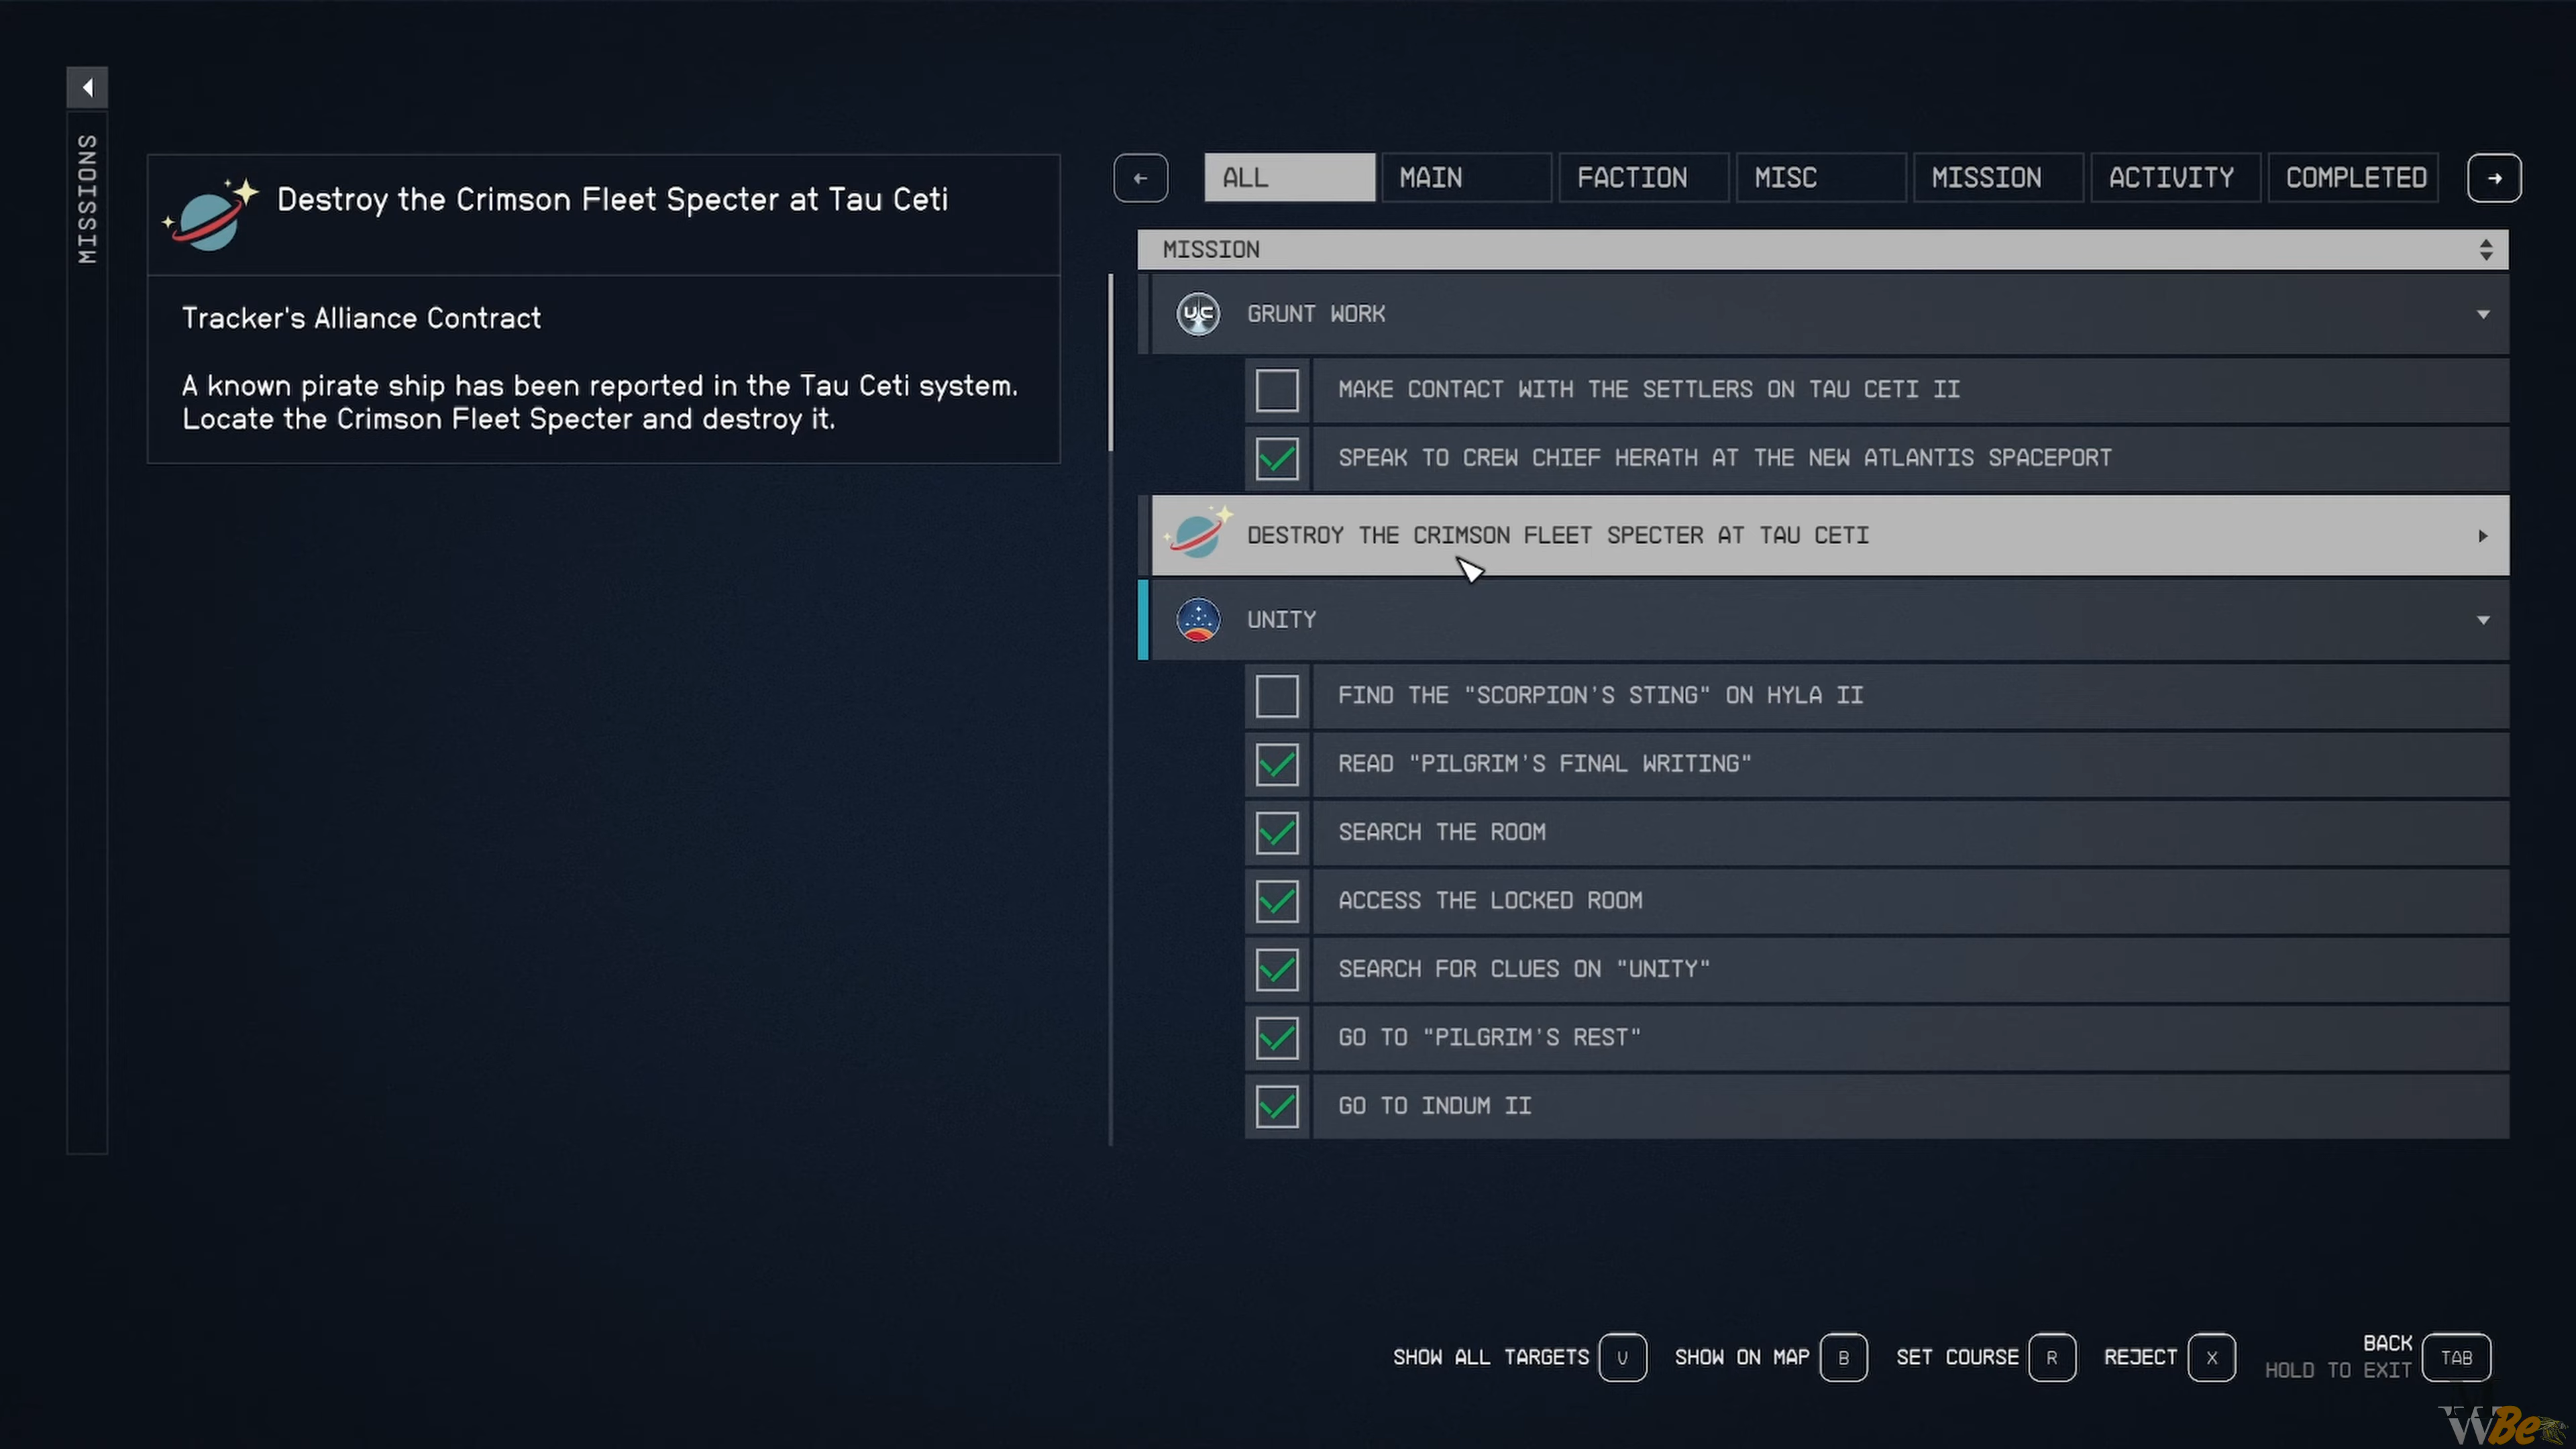 MISSIONS
Destroy the Crimson Fleet Specter at Tau Ceti
Tracker's Alliance Contract
A known pirate ship has been reported in the Tau Ceti system.
Locate the Crimson Fleet Specter and destroy it.
ALL MAIN FACTION MISC MISSION ACTIVITY COMPLETED
MISSION
UC GRUNT WORK
MAKE CONTACT WITH THE SETTLERS ON TAU CETI II
SPEAK TO CREW CHIEF HERATH AT THE NEW ATLANTIS SPACEPORT
DESTROY THE CRIMSON FLEET SPECTER AT TAU CETI
UNITY
FIND THE "SCORPION'S STING" ON HYLA II
READ "PILGRIM'S FINAL WRITING"
SEARCH THE ROOM
ACCESS THE LOCKED ROOM
SEARCH FOR CLUES ON "UNITY"
GO TO "PILGRIM'S REST"
GO TO INDUM II
SHOW ALL TARGETS V SHOW ON MAP B SET COURSE R REJECT X BACK TAB
HOLD TO EXIT